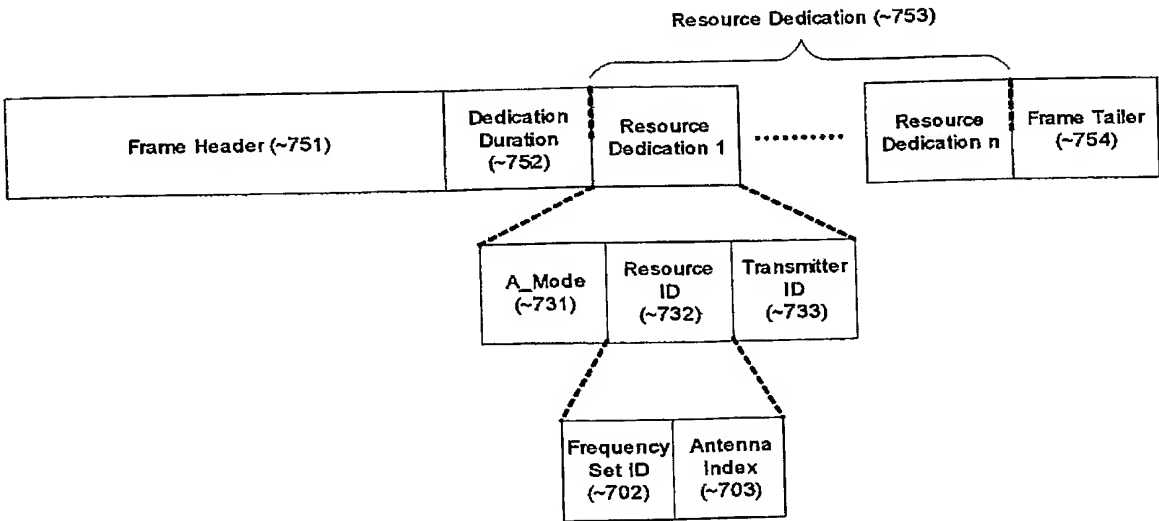 Resource Dedication (~753)
Frame Header (~751)
Dedication
Duration
(~752)
Resource
Dedication 1
Resource
Dedication n
Frame Tailer
(~754)
A_Mode
(~731)
Resource
ID
(~732)
Transmitter
ID
(~733)
Frequency
Set ID
(~702)
Antenna
Index
(~703)